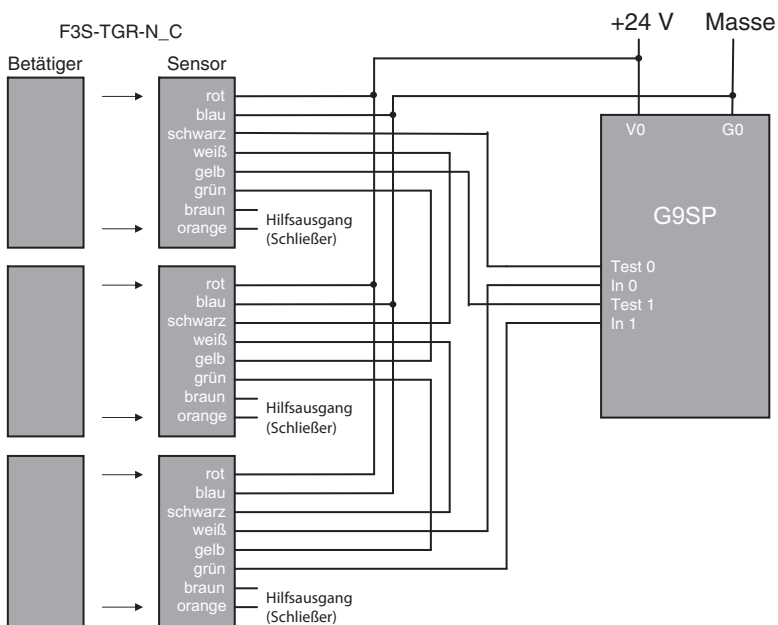 +24 V Masse
F3S-TGR-N_C
Betätiger Sensor
rot
blau
schwarz
weiß
gelb
grün
braun
orange
Hilfsausgang
(Schließer)
V0 G0
G9SP
Test 0
In 0
Test 1
In 1
rot
blau
schwarz
weiß
gelb
grün
braun
orange
Hilfsausgang
(Schließer)
rot
blau
schwarz
weiß
gelb
grün
braun
orange
Hilfsausgang
(Schließer)